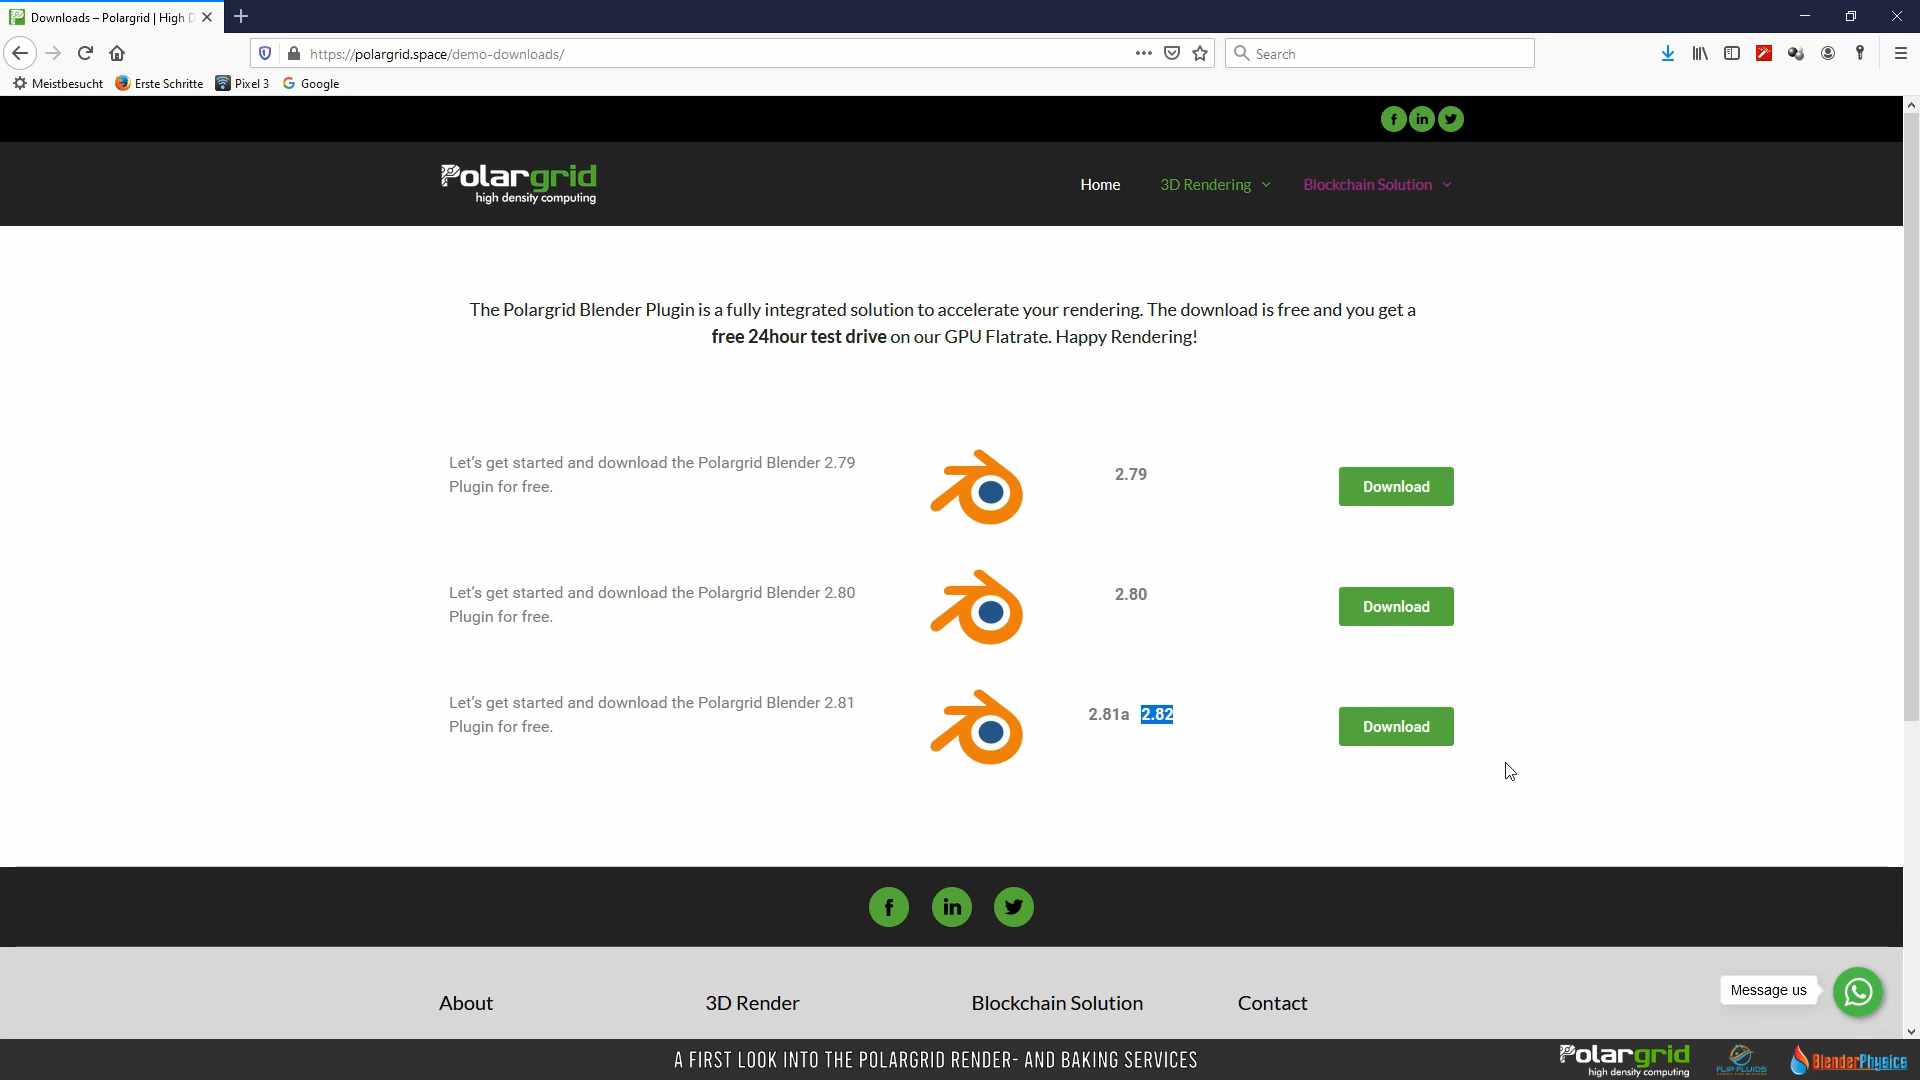 Downloads – Polargrid | High D
https://polargrid.space/demo-downloads/
Search
Meistbesucht
Erste Schritte
Pixel 3
Google
Polargrid
high density computing
Home
3D Rendering
Blockchain Solution
The Polargrid Blender Plugin is a fully integrated solution to accelerate your rendering. The download is free and you get a
free 24hour test drive on our GPU Flatrate. Happy Rendering!
Let's get started and download the Polargrid Blender 2.79
Plugin for free.
2.79
Download
Let's get started and download the Polargrid Blender 2.80
Plugin for free.
2.80
Download
Let's get started and download the Polargrid Blender 2.81
Plugin for free.
2.81a 2.82
Download
Message us
About
3D Render
Blockchain Solution
Contact
A FIRST LOOK INTO THE POLARGRID RENDER- AND BAKING SERVICES
Polargrid
high density computing
FLIP FLUIDS
BlenderPhysics